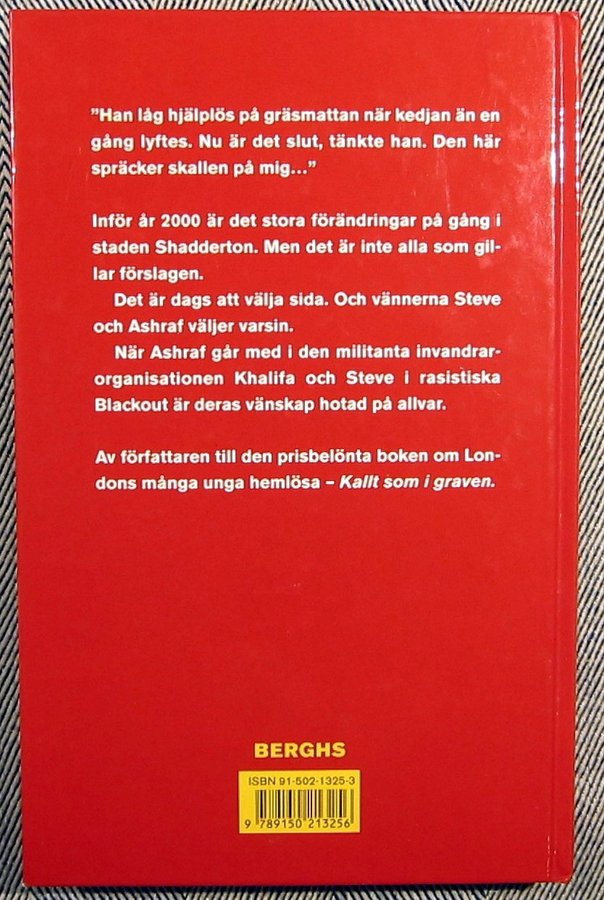 ”Han låg hjälplös på gräsmattan när kedjan än en
gång lyftes. Nu är det slut, tänkte han. Den här
spräcker skallen på mig...”
Inför år 2000 är det stora förändringar på gång i
staden Shadderton. Men det är inte alla som gil-
lar förslagen.
Det är dags att välja sida. Och vännerna Steve
och Ashraf väljer varsin.
När Ashraf går med i den militanta invandrar-
organisationen Khalifa och Steve i rasistiska
Blackout är deras vänskap hotad på allvar.
Av författaren till den prisbelönta boken om Lon-
dons många unga hemlösa – Kallt som i graven.
BERGHS
ISBN 91-502-1325-3
9 789150 213256